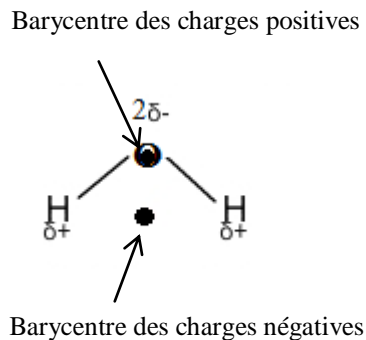 Barycentre des charges positives
2δ-
H H
δ+ δ+
Barycentre des charges négatives